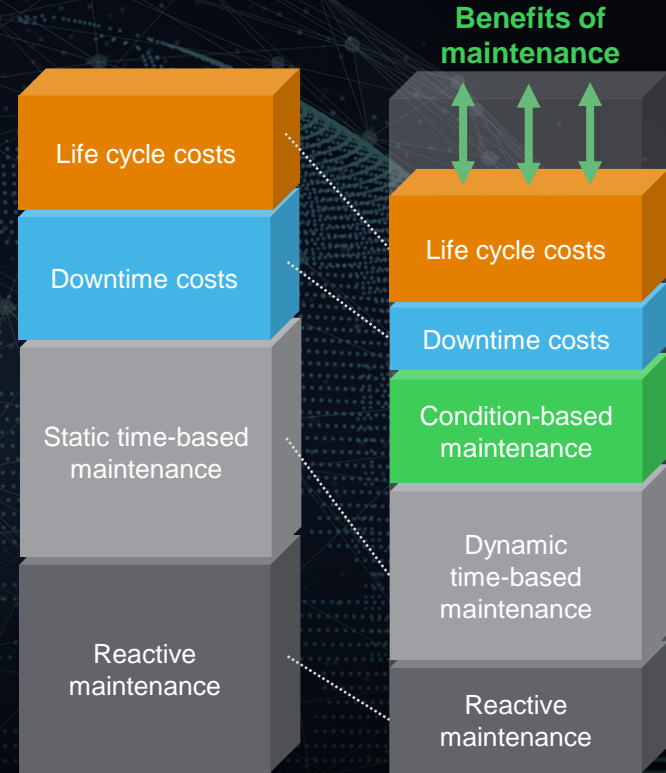 Benefits of
maintenance
Life cycle costs
Downtime costs
Static time-based
maintenance
Reactive
maintenance
Life cycle costs
Downtime costs
Condition-based
maintenance
Dynamic
time-based
maintenance
Reactive
maintenance